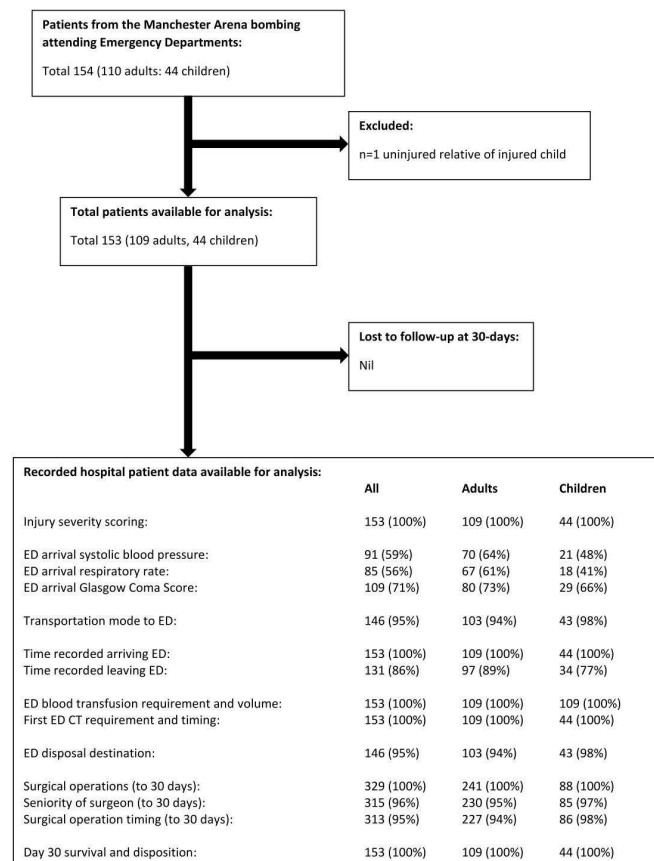 Patients from the Manchester Arena bombing
attending Emergency Departments:
Total 154 (110 adults: 44 children)
Excluded:
n=1 uninjured relative of injured child
Total patients available for analysis:
Total 153 (109 adults, 44 children)
Lost to follow-up at 30-days:
Nil
Recorded hospital patient data available for analysis:
All Adults Children
Injury severity scoring: 153 (100%) 109 (100%) 44 (100%)
ED arrival systolic blood pressure: 91 (59%) 70 (64%) 21 (48%)
ED arrival respiratory rate: 85 (56%) 67 (61%) 18 (41%)
ED arrival Glasgow Coma Score: 109 (71%) 80 (73%) 29 (66%)
Transportation mode to ED: 146 (95%) 103 (94%) 43 (98%)
Time recorded arriving ED: 153 (100%) 109 (100%) 44 (100%)
Time recorded leaving ED: 131 (86%) 97 (89%) 34 (77%)
ED blood transfusion requirement and volume: 153 (100%) 109 (100%) 109 (100%)
First ED CT requirement and timing: 153 (100%) 109 (100%) 44 (100%)
ED disposal destination: 146 (95%) 103 (94%) 43 (98%)
Surgical operations (to 30 days): 329 (100%) 241 (100%) 88 (100%)
Seniority of surgeon (to 30 days): 315 (96%) 230 (95%) 85 (97%)
Surgical operation timing (to 30 days): 313 (95%) 227 (94%) 86 (98%)
Day 30 survival and disposition: 153 (100%) 109 (100%) 44 (100%)